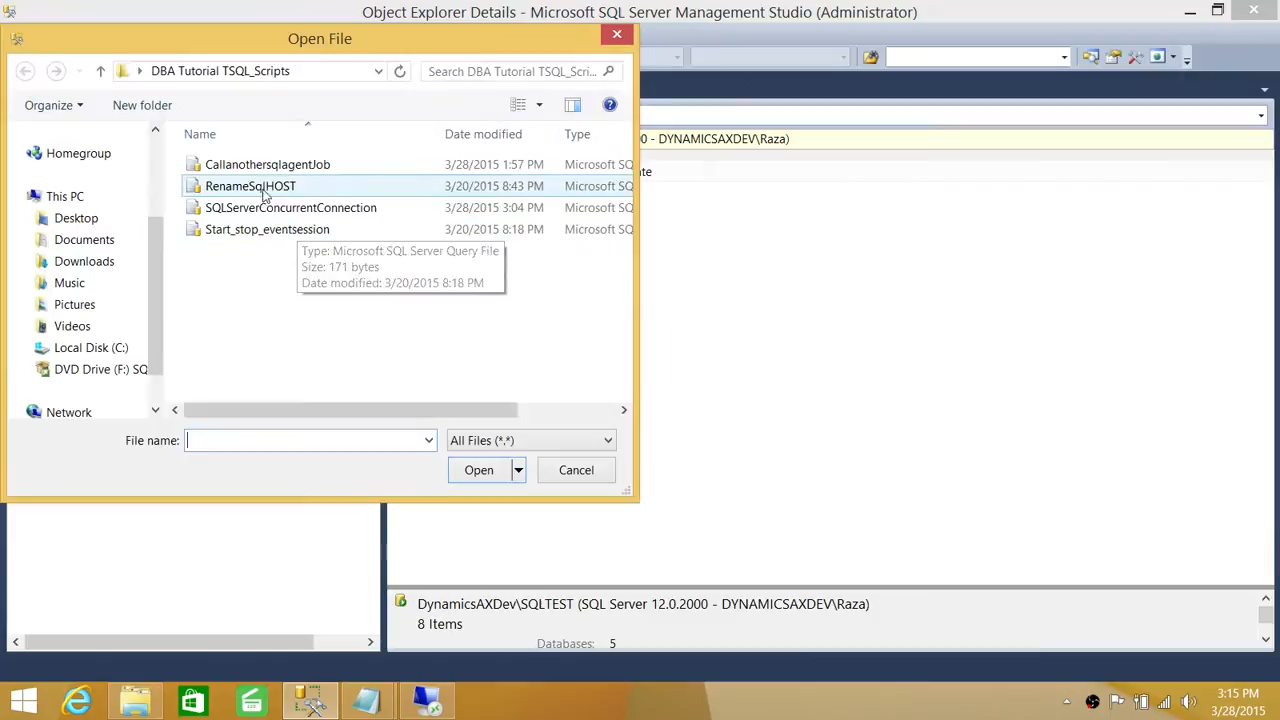 Object Explorer Details - Microsoft SQL Server Management Studio (Administrator)
Open File
DBA Tutorial TSQL_Scripts
Search DBA Tutorial TSQL_Scri...
Organize
New folder
Name
Date modified
Type
0 - DYNAMICSAXDEV\Raza)
Homegroup
CallanothersqlagentJob
3/28/2015 1:57 PM
Microsoft SQ
This PC
RenameSqlHOST
3/20/2015 8:43 PM
Microsoft SQ
Desktop
SQLServerConcurrentConnection
3/28/2015 3:04 PM
Microsoft SQ
Documents
Start_stop_eventsession
3/20/2015 8:18 PM
Microsoft SQ
Downloads
Type: Microsoft SQL Server Query File
Size: 171 bytes
Date modified: 3/20/2015 8:18 PM
Music
Pictures
Videos
Local Disk (C:)
DVD Drive (F:) SQ
Network
File name:
All Files (*.*)
Open
Cancel
DynamicsAXDev\SQLTEST (SQL Server 12.0.2000 - DYNAMICSAXDEV\Raza)
8 Items
Databases: 5
3:15 PM
3/28/2015